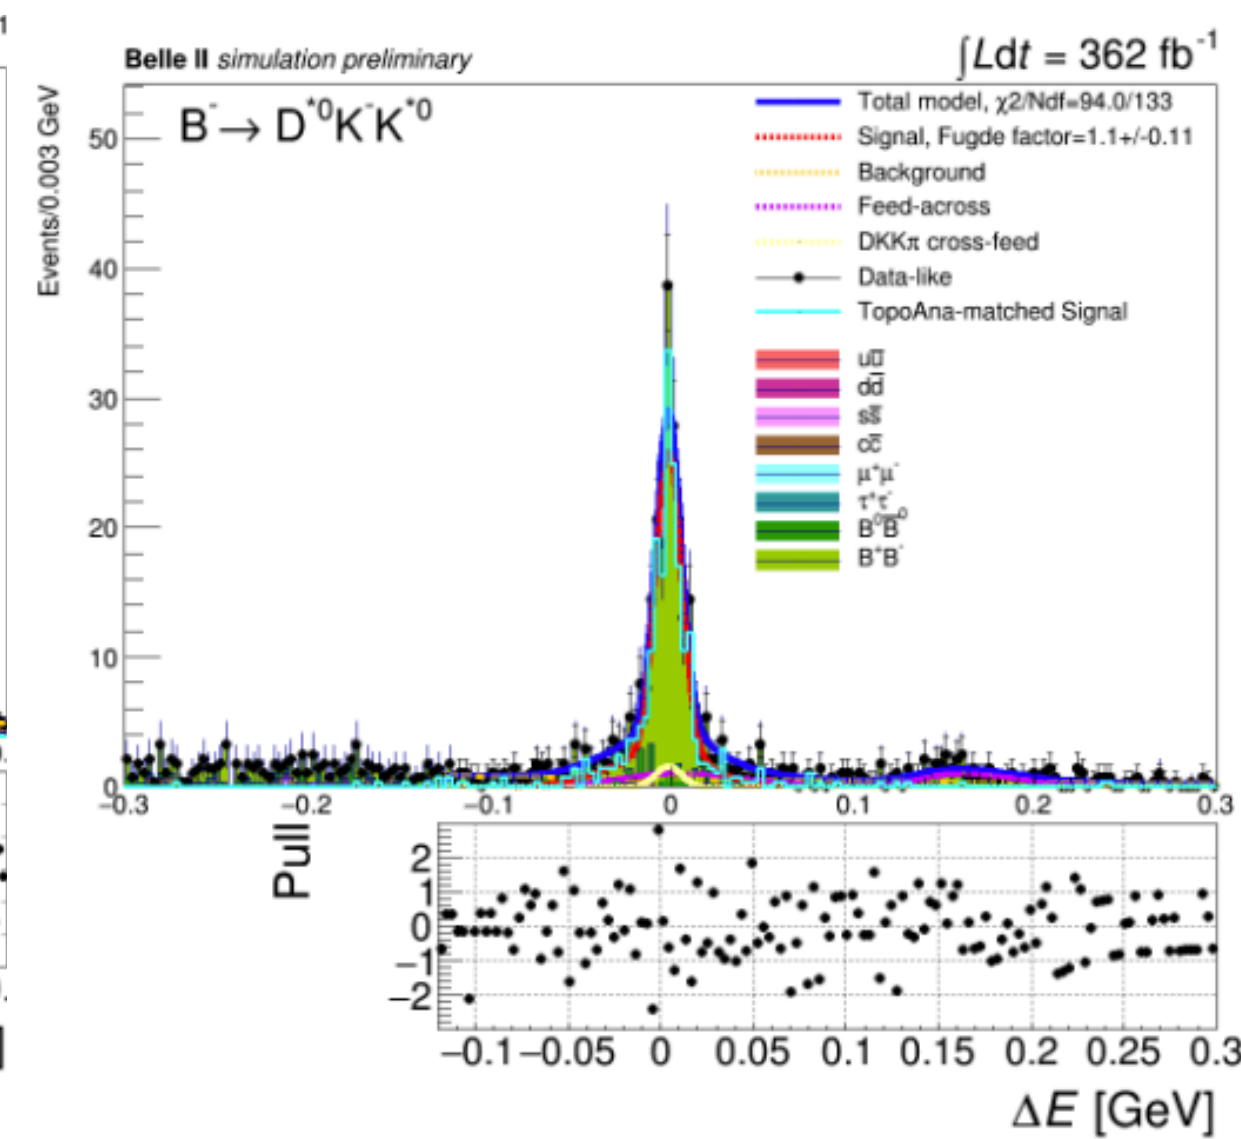 1
Belle II simulation preliminary
∫Ldt = 362 fb⁻¹
B⁻→ D*⁰K⁻K*⁰
Events/0.003 GeV
50
40
30
20
10
0
Total model, χ2/Ndf=94.0/133
Signal, Fugde factor=1.1+/-0.11
Background
Feed-across
DKKπ cross-feed
Data-like
TopoAna-matched Signal
uū
dd̅
ss̅
cc̅
μ⁺μ⁻
τ⁺τ⁻
B⁰B̅⁰
B⁺B⁻
−0.3 −0.2 −0.1 0 0.1 0.2 0.3
Pull
2
1
0
−1
−2
−0.1 −0.05 0 0.05 0.1 0.15 0.2 0.25 0.3
ΔE [GeV]